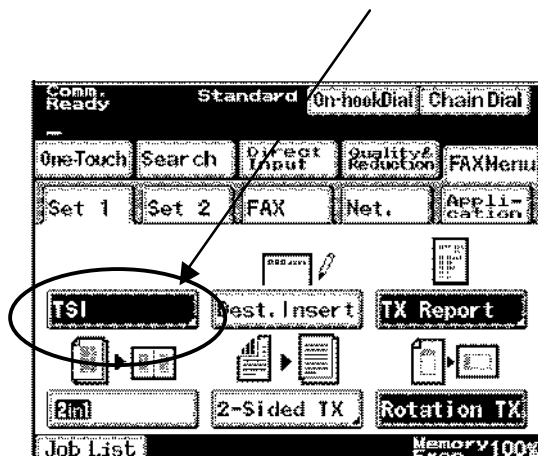 Comm. Ready Standard On-hookDial Chain Dial
One-Touch Search Direct Input Quality& Reduction FAXMenu
Set 1 Set 2 FAX Net. Appli-cation
TSI Dest.Insert TX Report
2in1 2-Sided TX Rotation TX
Job List Memory Free 100%